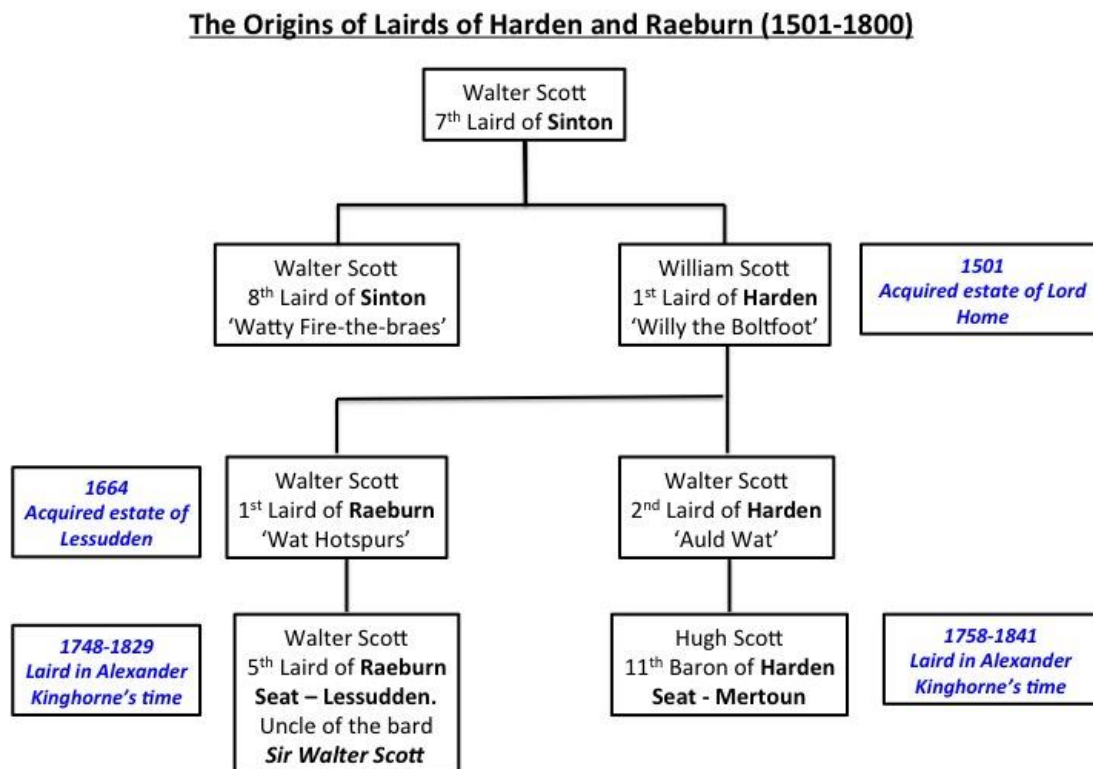 The Origins of Lairds of Harden and Raeburn (1501-1800)
Walter Scott
7th Laird of Sinton
Walter Scott
8th Laird of Sinton
‘Watty Fire-the-braes’
William Scott
1st Laird of Harden
‘Willy the Boltfoot’
1501
Acquired estate of Lord
Home
1664
Acquired estate of
Lessudden
Walter Scott
1st Laird of Raeburn
‘Wat Hotspurs’
Walter Scott
2nd Laird of Harden
‘Auld Wat’
1748-1829
Laird in Alexander
Kinghorne’s time
Walter Scott
5th Laird of Raeburn
Seat – Lessudden.
Uncle of the bard
Sir Walter Scott
Hugh Scott
11th Baron of Harden
Seat - Mertoun
1758-1841
Laird in Alexander
Kinghorne’s time